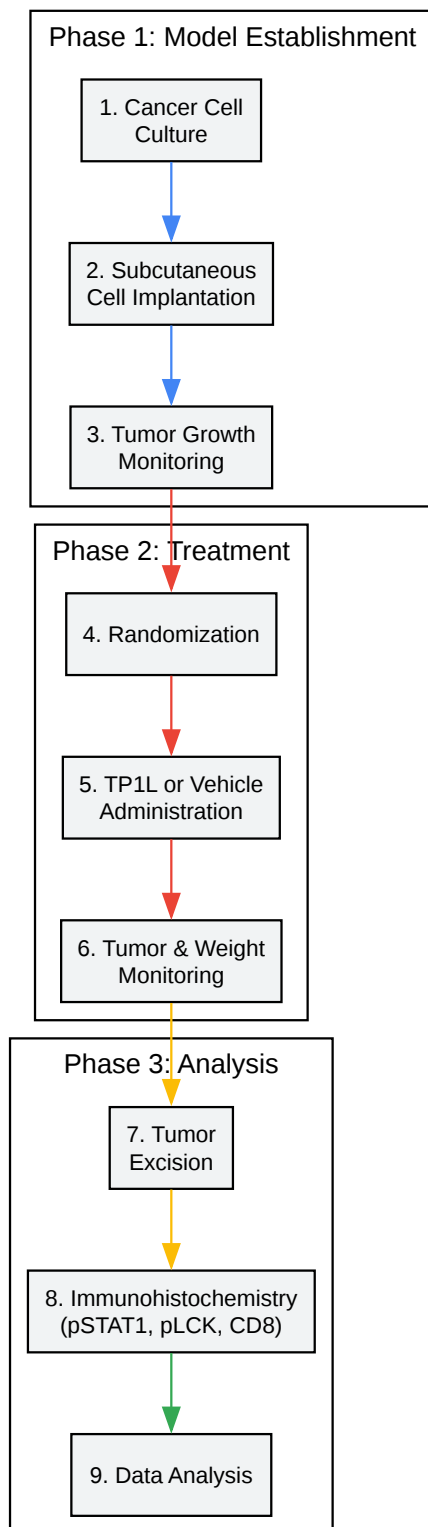 Phase 1: Model Establishment
1. Cancer Cell
Culture
2. Subcutaneous
Cell Implantation
3. Tumor Growth
Monitoring
Phase 2: Treatment
4. Randomization
5. TP1L or Vehicle
Administration
6. Tumor & Weight
Monitoring
Phase 3: Analysis
7. Tumor
Excision
8. Immunohistochemistry
(pSTAT1, pLCK, CD8)
9. Data Analysis